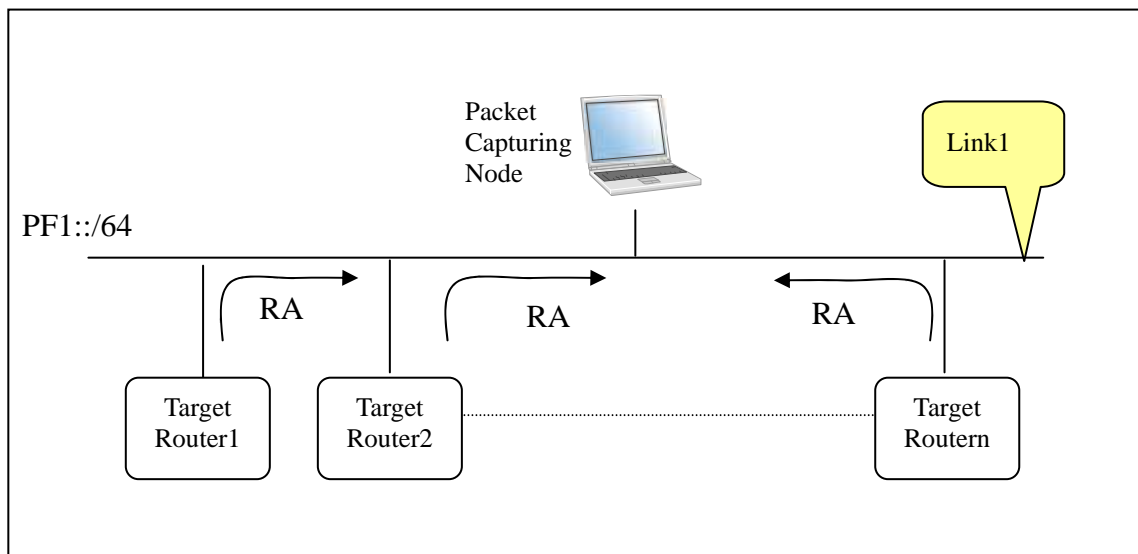 Packet
Capturing
Node
Link1
PF1::/64
RA
RA
RA
Target
Router1
Target
Router2
Target
Routern